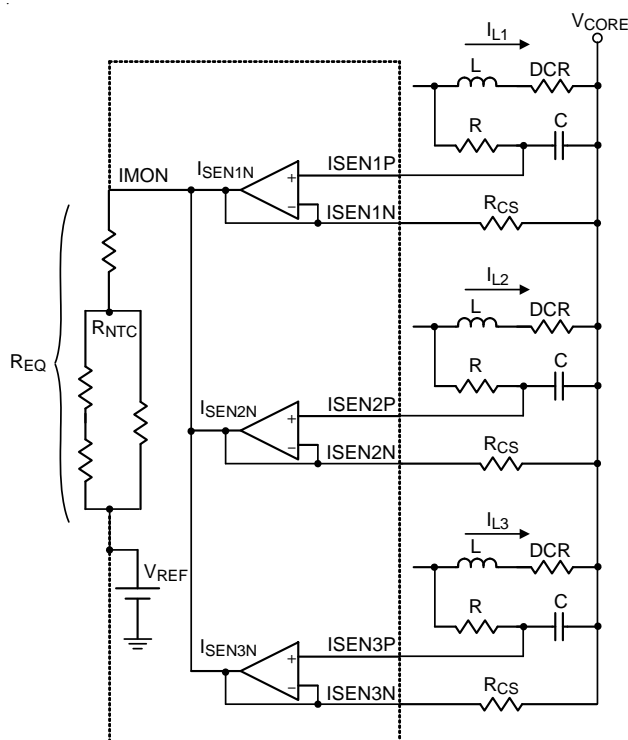 VCORE
IL1
L
DCR
R
C
ISEN1P
ISEN1N
IMON
ISEN1N
RCS
IL2
L
DCR
RNTC
REQ
R
C
ISEN2P
ISEN2N
ISEN2N
RCS
IL3
L
DCR
VREF
R
C
ISEN3P
ISEN3N
ISEN3N
RCS
+
−
+
−
+
−